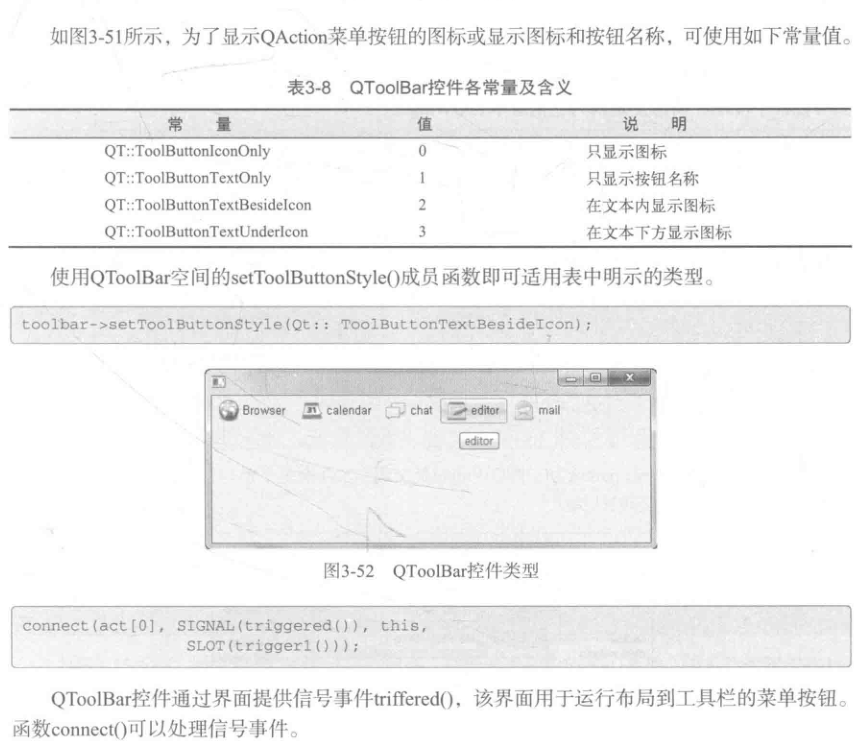 如图3-51所示，为了显示QAction菜单按钮的图标或显示图标和按钮名称，可使用如下常量值。
表3-8 QToolBar控件各常量及含义
常 量 值 说 明
QT::ToolButtonIconOnly 0 只显示图标
QT::ToolButtonTextOnly 1 只显示按钮名称
QT::ToolButtonTextBesideIcon 2 在文本内显示图标
QT::ToolButtonTextUnderIcon 3 在文本下方显示图标
使用QToolBar空间的setToolButtonStyle()成员函数即可适用表中明示的类型。
toolbar->setToolButtonStyle(Qt:: ToolButtonTextBesideIcon);
Browser calendar chat editor mail
editor
图3-52 QToolBar控件类型
connect(act[0], SIGNAL(triggered()), this,
SLOT(trigger1()));
QToolBar控件通过界面提供信号事件triffered()，该界面用于运行布局到工具栏的菜单按钮。
函数connect()可以处理信号事件。